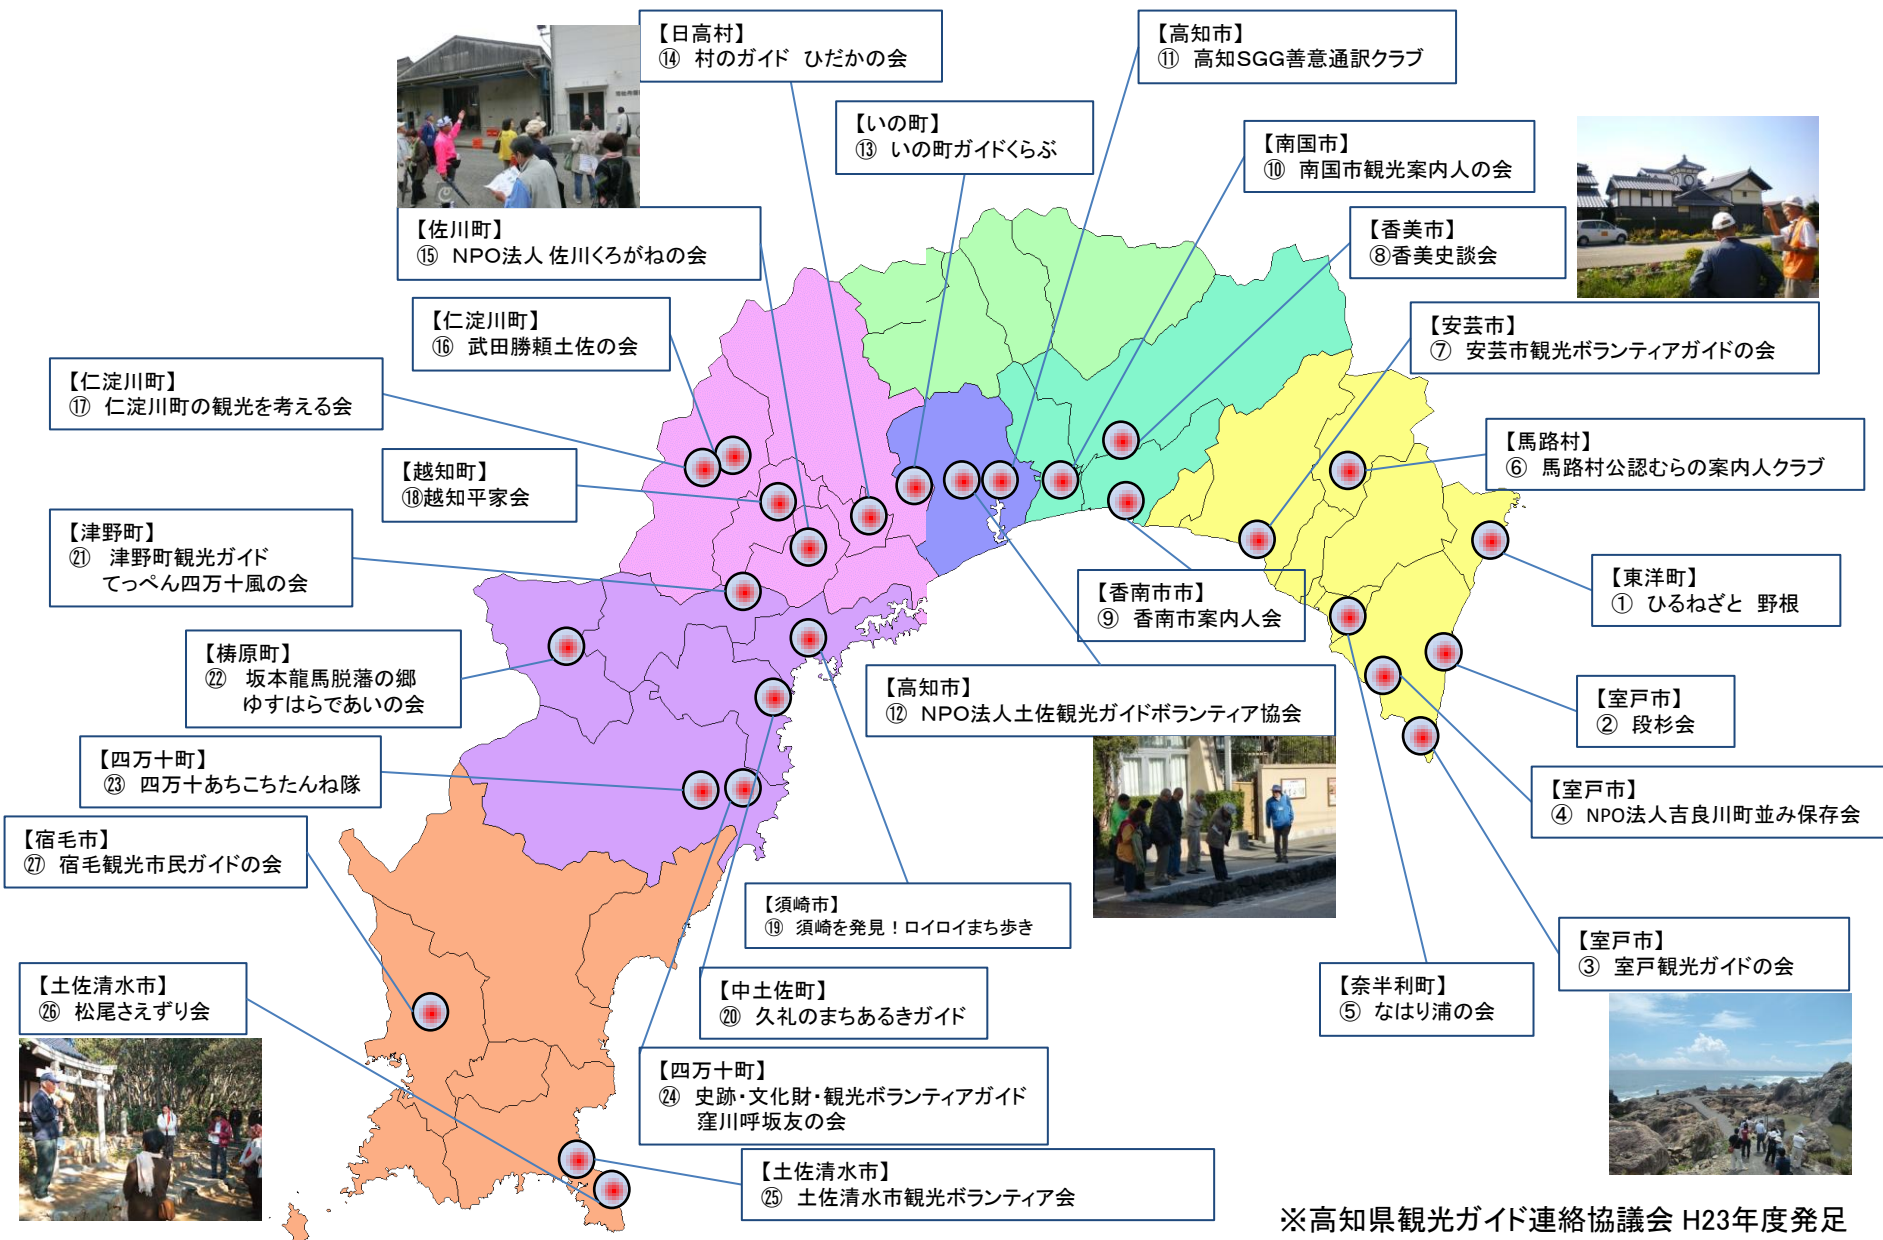 【日高村】
⑭ 村のガイド ひだかの会
【高知市】
⑪ 高知SGG善意通訳クラブ
【いの町】
⑬ いの町ガイドくらぶ
【南国市】
⑩ 南国市観光案内人の会
【佐川町】
⑮ NPO法人 佐川くろがねの会
【香美市】
⑧香美史談会
【仁淀川町】
⑯ 武田勝頼土佐の会
【安芸市】
⑦ 安芸市観光ボランティアガイドの会
【仁淀川町】
⑰ 仁淀川町の観光を考える会
【馬路村】
⑥ 馬路村公認むらの案内人クラブ
【越知町】
⑱越知平家会
【津野町】
㉑ 津野町観光ガイド
てっぺん四万十風の会
【香南市市】
⑨ 香南市案内人会
【東洋町】
① ひるねざと 野根
【梼原町】
㉒ 坂本龍馬脱藩の郷
ゆすはらであいの会
【高知市】
⑫ NPO法人土佐観光ガイドボランティア協会
【室戸市】
② 段杉会
【四万十町】
㉓ 四万十あちこちたんね隊
【室戸市】
④ NPO法人吉良川町並み保存会
【宿毛市】
㉗ 宿毛観光市民ガイドの会
【須崎市】
⑲ 須崎を発見！ロイロイまち歩き
【室戸市】
③ 室戸観光ガイドの会
【土佐清水市】
㉖ 松尾さえずり会
【中土佐町】
⑳ 久礼のまちあるきガイド
【奈半利町】
⑤ なはり浦の会
【四万十町】
㉔ 史跡・文化財・観光ボランティアガイド
窪川呼坂友の会
【土佐清水市】
㉕ 土佐清水市観光ボランティア会
※高知県観光ガイド連絡協議会 H23年度発足